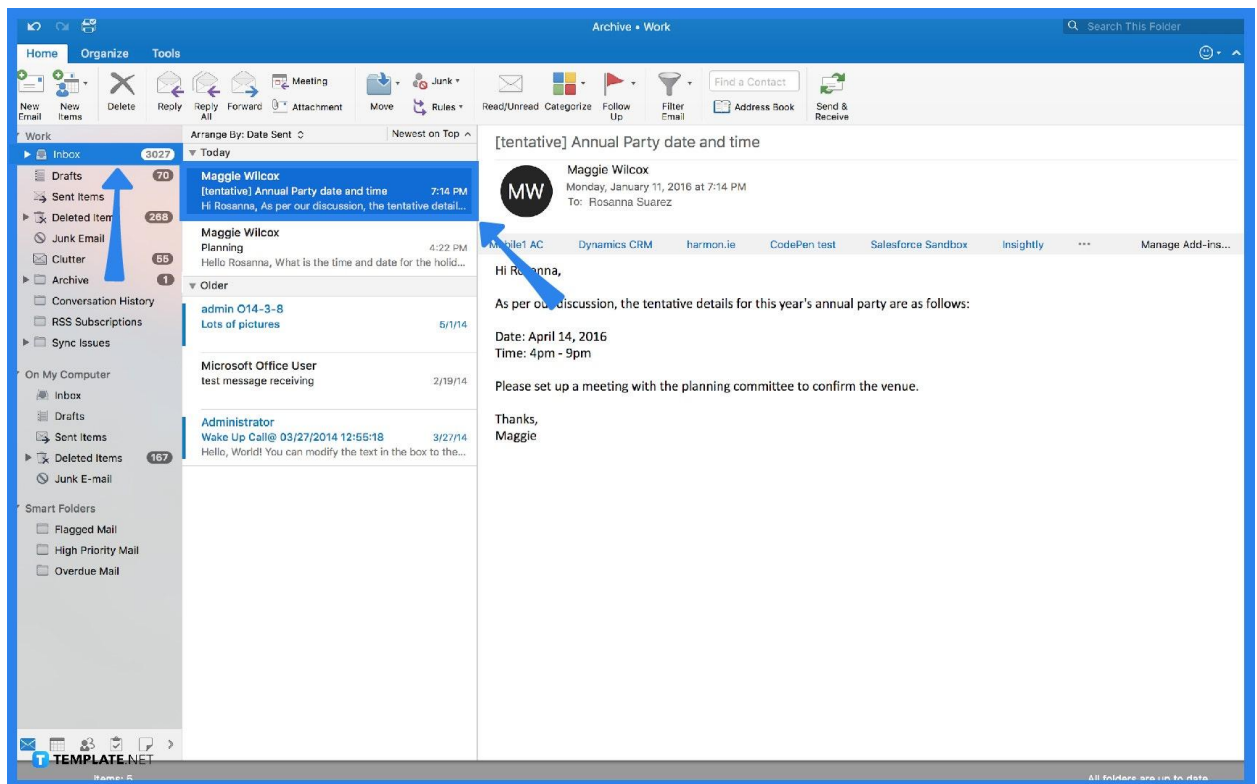 Archive • Work
Search This Folder
Home Organize Tools
New Email
New Items
Delete
Reply
Reply All
Forward
Meeting
Attachment
Move
Junk
Rules
Read/Unread
Categorize
Follow Up
Filter Email
Find a Contact
Address Book
Send & Receive
Work
Inbox 3027
Drafts 70
Sent Items
Deleted Item 268
Junk Email
Clutter 55
Archive 1
Conversation History
RSS Subscriptions
Sync Issues
On My Computer
Inbox
Drafts
Sent Items
Deleted Items 167
Junk E-mail
Smart Folders
Flagged Mail
High Priority Mail
Overdue Mail
Arrange By: Date Sent Newest on Top
Today
Maggie Wilcox
[tentative] Annual Party date and time 7:14 PM
Hi Rosanna, As per our discussion, the tentative detail...
Maggie Wilcox
Planning 4:22 PM
Hello Rosanna, What is the time and date for the holid...
Older
admin O14-3-8
Lots of pictures 5/1/14
Microsoft Office User
test message receiving 2/19/14
Administrator
Wake Up Call@ 03/27/2014 12:55:18 3/27/14
Hello, World! You can modify the text in the box to the...
[tentative] Annual Party date and time
MW
Maggie Wilcox
Monday, January 11, 2016 at 7:14 PM
To: Rosanna Suarez
AC Dynamics CRM harmon.ie CodePen test Salesforce Sandbox Insightly ••• Manage Add-ins...
Hi Rosanna,
As per our discussion, the tentative details for this year's annual party are as follows:
Date: April 14, 2016
Time: 4pm - 9pm
Please set up a meeting with the planning committee to confirm the venue.
Thanks,
Maggie
T TEMPLATE.NET
Items: 5
All folders are up to date.